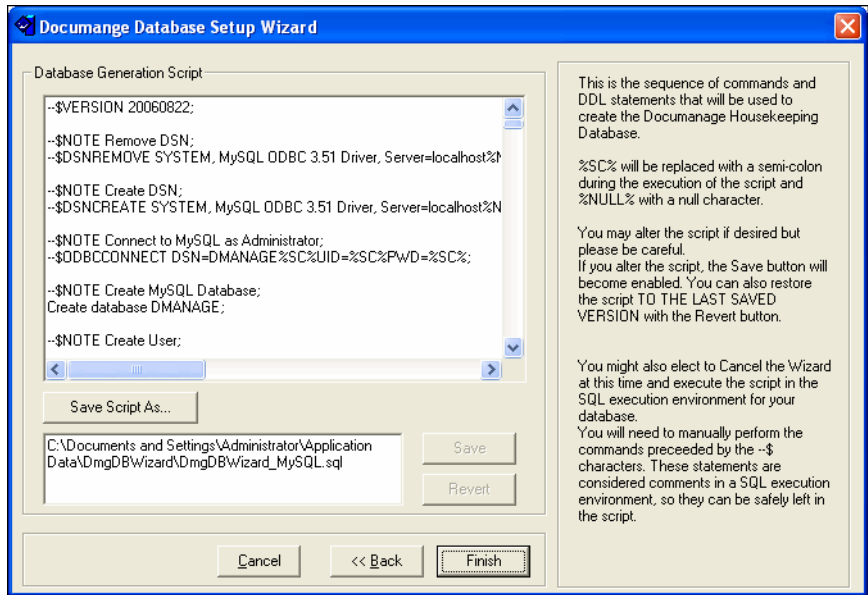 Documange Database Setup Wizard
Database Generation Script
--$VERSION 20060822;
--$NOTE Remove DSN;
--$DSNREMOVE SYSTEM, MySQL ODBC 3.51 Driver, Server=localhost%N
--$NOTE Create DSN;
--$DSNCREATE SYSTEM, MySQL ODBC 3.51 Driver, Server=localhost%N
--$NOTE Connect to MySQL as Administrator;
--$ODBCCONNECT DSN=DMANAGE%SC%UID=%SC%PWD=%SC%;
--$NOTE Create MySQL Database;
Create database DMANAGE;
--$NOTE Create User;
Save Script As...
C:\Documents and Settings\Administrator\Application
Data\DmgDBWizard\DmgDBWizard_MySQL.sql
Save
Revert
Cancel
<< Back
Finish
This is the sequence of commands and
DDL statements that will be used to
create the Documanage Housekeeping
Database.
%SC% will be replaced with a semi-colon
during the execution of the script and
%NULL% with a null character.
You may alter the script if desired but
please be careful.
If you alter the script, the Save button will
become enabled. You can also restore
the script TO THE LAST SAVED
VERSION with the Revert button.
You might also elect to Cancel the Wizard
at this time and execute the script in the
SQL execution environment for your
database.
You will need to manually perform the
commands preceeded by the --$
characters. These statements are
considered comments in a SQL execution
environment, so they can be safely left in
the script.